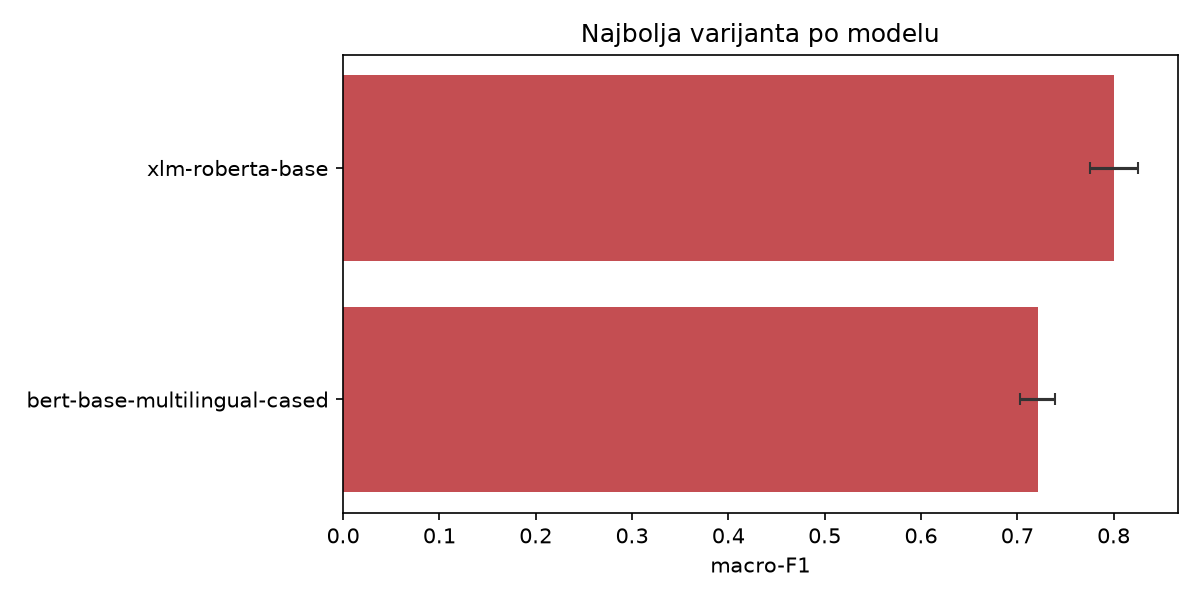 Najbolja varijanta po modelu
xlm-roberta-base
bert-base-multilingual-cased
0.0 0.1 0.2 0.3 0.4 0.5 0.6 0.7 0.8
macro-F1